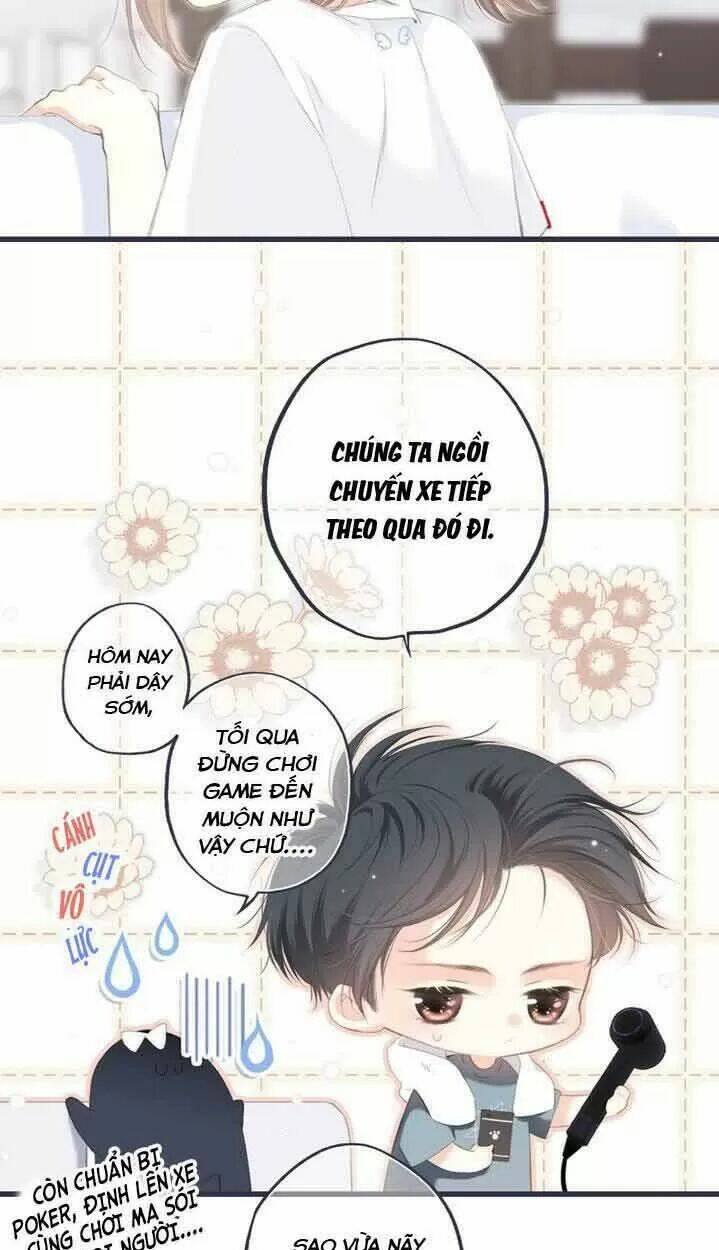 CHÚNG TA NGỒI
CHUYẾN XE TIẾP
THEO QUA ĐÓ ĐI.
HÔM NAY
PHẢI DẬY
SỚM,
TỐI QUA
ĐỪNG CHƠI
GAME ĐẾN
MUỘN NHƯ
VẬY CHỨ....
CÁNH
CỤT
VÔ
LỰC
CÒN CHUẨN BỊ
POKER, ĐỊNH LÊN XE
CÙNG CHƠI MA SÓI
NGƯỜI....
SAO VỪA NÃY